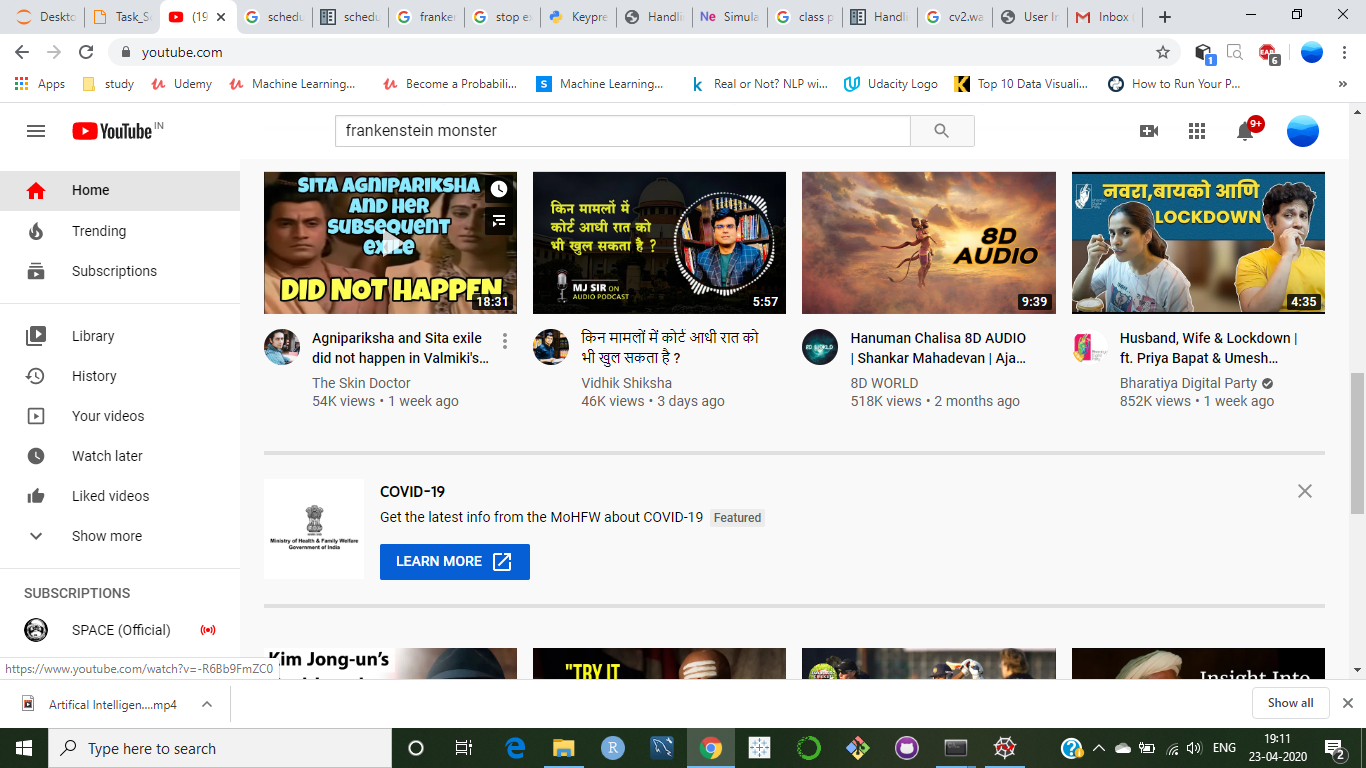 Deskto
Task_S
(19
schedu
schedu
franker
stop ex
Keypre
Handlin
Ne
Simula
class p
Handli
cv2.wa
User In
Inbox
youtube.com
1
6
Apps
study
Udemy
Machine Learning...
Become a Probabili...
S
Machine Learning...
k
Real or Not? NLP wi...
Udacity Logo
Top 10 Data Visuali...
How to Run Your P...
YouTube IN
frankenstein monster
9+
Home
Trending
Subscriptions
Library
History
Your videos
Watch later
Liked videos
Show more
SUBSCRIPTIONS
SPACE (Official)
SITA AGNIPARIKSHA
AND HER
SUBSEQUENT
EXILE
DID NOT HAPPEN
18:31
Agnipariksha and Sita exile
did not happen in Valmiki's...
The Skin Doctor
54K views • 1 week ago
किन मामलों में
कोर्ट आधी रात को
भी खुल सकता है ?
MJ SIR ON
AUDIO PODCAST
5:57
किन मामलों में कोर्ट आधी रात को
भी खुल सकता है ?
Vidhik Shiksha
46K views • 3 days ago
8D
AUDIO
9:39
8D WORLD
Hanuman Chalisa 8D AUDIO
| Shankar Mahadevan | Aja...
8D WORLD
518K views • 2 months ago
नवरा,बायको आणि
LOCKDOWN
4:35
Husband, Wife & Lockdown |
ft. Priya Bapat & Umesh...
Bharatiya Digital Party
852K views • 1 week ago
Ministry of Health & Family Welfare
Government of India
COVID-19
Get the latest info from the MoHFW about COVID-19 Featured
LEARN MORE
Kim Jong-un's
"TRY IT
Insight Into
https://www.youtube.com/watch?v=-R6Bb9FmZC0
Artifical Intelligen....mp4
Show all
Type here to search
R
ENG
19:11
23-04-2020
2